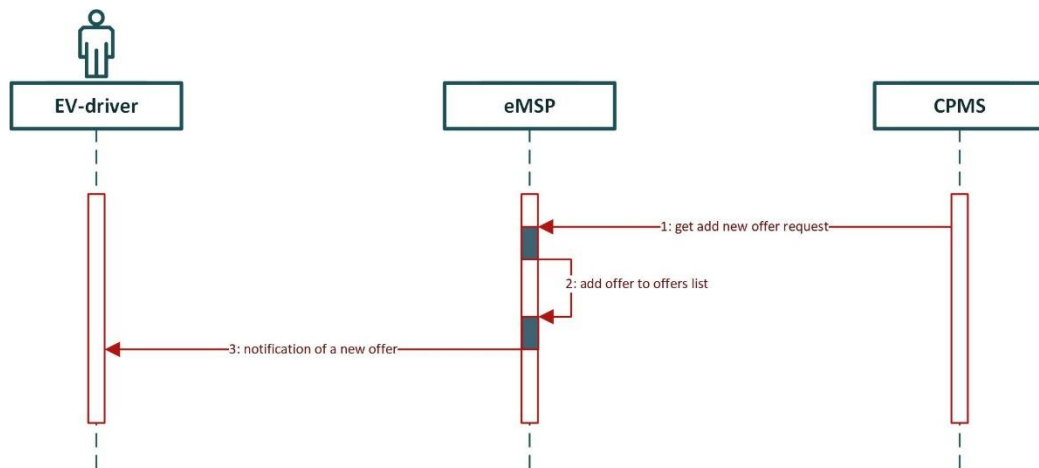 EV-driver
eMSP
CPMS
1: get add new offer request
2: add offer to offers list
3: notification of a new offer